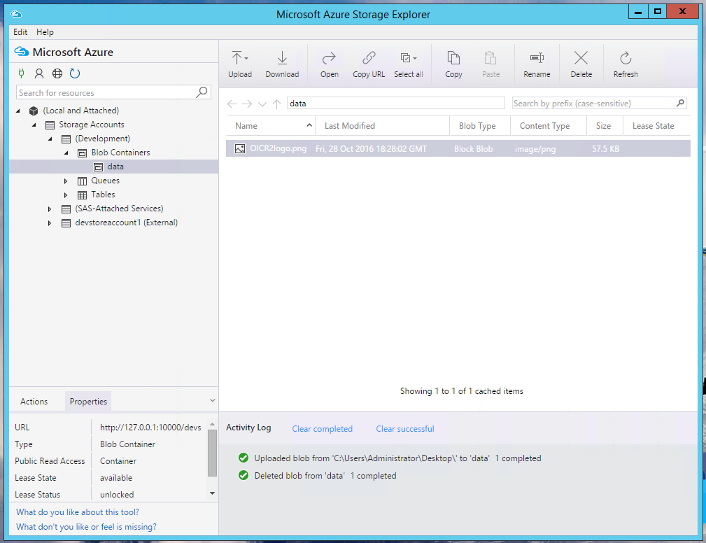 Microsoft Azure Storage Explorer
Edit Help
Microsoft Azure
Search for resources
(Local and Attached)
Storage Accounts
(Development)
Blob Containers
data
Queues
Tables
(SAS-Attached Services)
devstoreaccount1 (External)
Upload Download Open Copy URL Select all Copy Paste Rename Delete Refresh
data Search by prefix (case-sensitive)
Name Last Modified Blob Type Content Type Size Lease State
OICR2logo.png Fri, 28 Oct 2016 18:28:02 GMT Block Blob image/png 57.5 KB
Showing 1 to 1 of 1 cached items
Actions Properties
URL http://127.0.0.1:10000/devs
Type Blob Container
Public Read Access Container
Lease State available
Lease Status unlocked
What do you like about this tool?
What don't you like or feel is missing?
Activity Log Clear completed Clear successful
Uploaded blob from 'C:\Users\Administrator\Desktop\' to 'data' 1 completed
Deleted blob from 'data' 1 completed